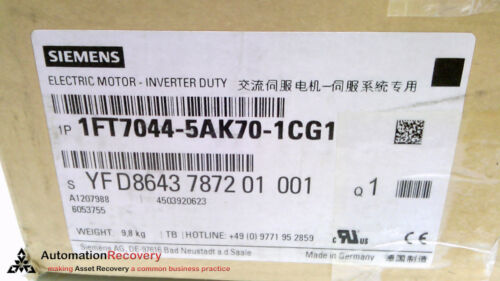 SIEMENS
ELECTRIC MOTOR - INVERTER DUTY 交流伺服电机—伺服系统专用
1P 1FT7044-5AK70-1CG1
S YFD8643 7872 01 001 Q 1
A1207988 4503920623
6053755
WEIGHT: 9,8 kg TB | HOTLINE: +49 (0) 9771 95 2859
Siemens AG, DE-97616 Bad Neustadt a.d.Saale Made in Germany 德国制造
c RU us CE
AutomationRecovery
making Asset Recovery a common business practice